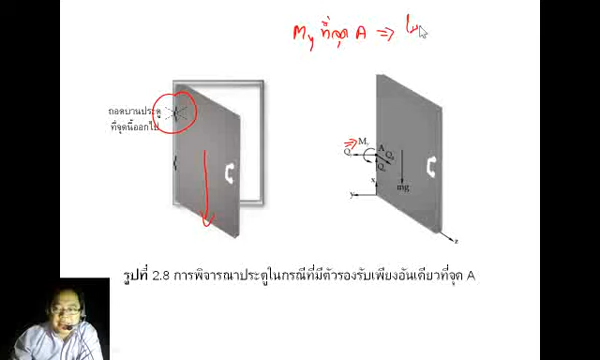 My ที่จุด A ⇒
ถอดบานประตู
ที่จุดนี้ออกไป
M
A
Q
Q
Q
x
mg
y
z
รูปที่ 2.8 การพิจารณาประตูในกรณีที่มีตัวรองรับเพียงอันเดียวที่จุด A